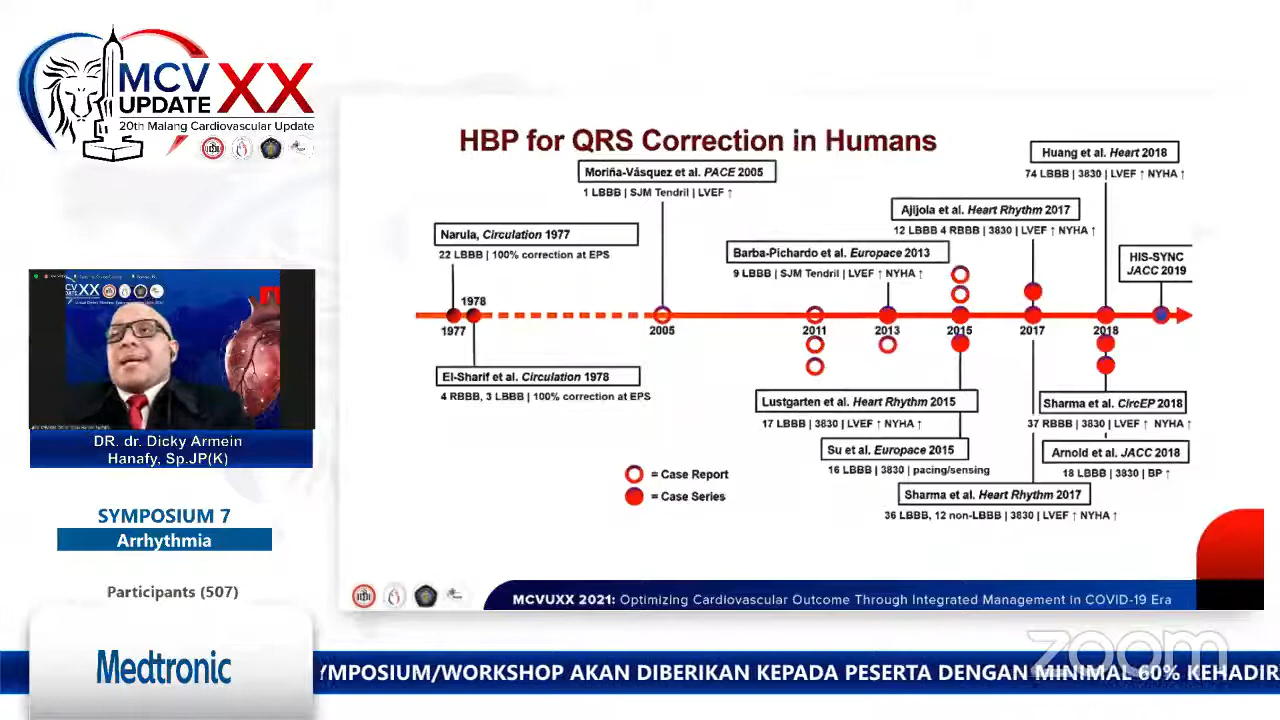 MCV XX
UPDATE
20th Malang Cardiovascular Update
DR. dr. Dicky Armein
Hanafy, Sp.JP(K)
SYMPOSIUM 7
Arrhythmia
Participants (507)
Medtronic
HBP for QRS Correction in Humans
Moriña-Vásquez et al. PACE 2005
1 LBBB | SJM Tendril | LVEF ↑
Huang et al. Heart 2018
74 LBBB | 3830 | LVEF ↑ NYHA ↑
Narula, Circulation 1977
22 LBBB | 100% correction at EPS
Ajijola et al. Heart Rhythm 2017
12 LBBB 4 RBBB | 3830 | LVEF ↑ NYHA ↑
Barba-Pichardo et al. Europace 2013
9 LBBB | SJM Tendril | LVEF ↑ NYHA ↑
HIS-SYNC
JACC 2019
1978
1977
2005
2011
2013
2015
2017
2018
El-Sharif et al. Circulation 1978
4 RBBB, 3 LBBB | 100% correction at EPS
Lustgarten et al. Heart Rhythm 2015
17 LBBB | 3830 | LVEF ↑ NYHA ↑
Sharma et al. CircEP 2018
37 RBBB | 3830 | LVEF ↑ NYHA ↑
Su et al. Europace 2015
16 LBBB | 3830 | pacing/sensing
Arnold et al. JACC 2018
18 LBBB | 3830 | BP ↑
Sharma et al. Heart Rhythm 2017
36 LBBB, 12 non-LBBB | 3830 | LVEF ↑ NYHA ↑
= Case Report
= Case Series
MCVUXX 2021: Optimizing Cardiovascular Outcome Through Integrated Management in COVID-19 Era
zoom
YMPOSIUM/WORKSHOP AKAN DIBERIKAN KEPADA PESERTA DENGAN MINIMAL 60% KEHADIR